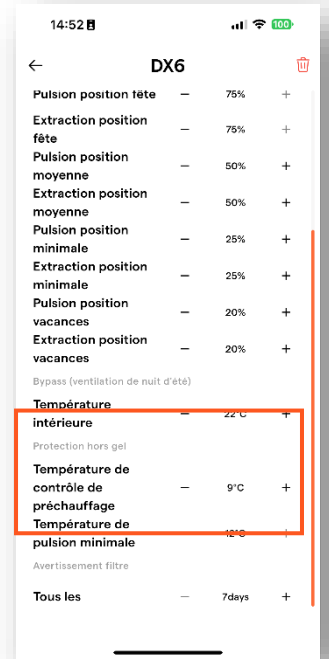 14:52 100
DX6
Pulsion position fête − 75% +
Extraction position
fête − 75% +
Pulsion position
moyenne − 50% +
Extraction position
moyenne − 50% +
Pulsion position
minimale − 25% +
Extraction position
minimale − 25% +
Pulsion position
vacances − 20% +
Extraction position
vacances − 20% +
Bypass (ventilation de nuit d'été)
Température
intérieure − 22°C +
Protection hors gel
Température de
contrôle de − 9°C +
préchauffage
Température de
pulsion minimale − 12°C +
Avertissement filtre
Tous les − 7days +